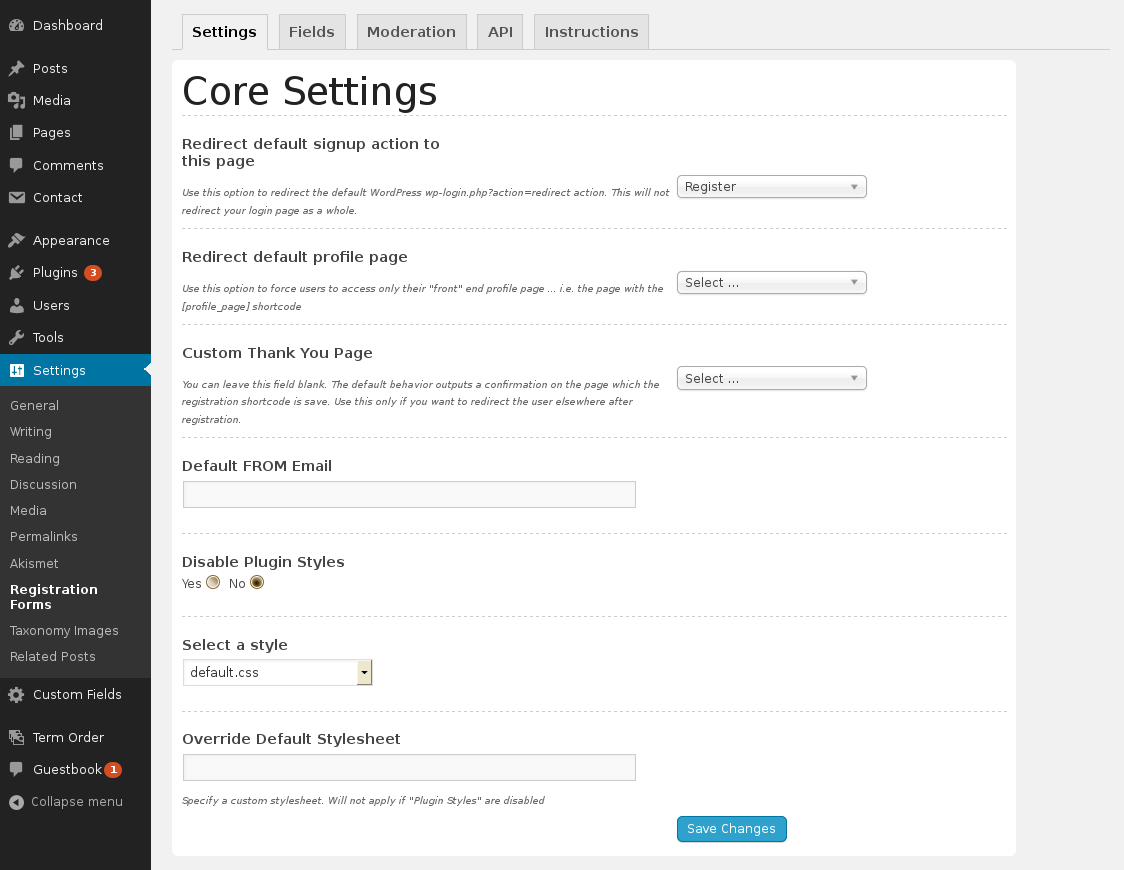 Dashboard
Posts
Media
Pages
Comments
Contact
Appearance
Plugins 3
Users
Tools
Settings
General
Writing
Reading
Discussion
Media
Permalinks
Akismet
Registration
Forms
Taxonomy Images
Related Posts
Custom Fields
Term Order
Guestbook 1
Collapse menu
Settings Fields Moderation API Instructions
Core Settings
Redirect default signup action to
this page
Use this option to redirect the default WordPress wp-login.php?action=redirect action. This will not
redirect your login page as a whole.
Register
Redirect default profile page
Use this option to force users to access only their "front" end profile page ... i.e. the page with the
[profile_page] shortcode
Select ...
Custom Thank You Page
You can leave this field blank. The default behavior outputs a confirmation on the page which the
registration shortcode is save. Use this only if you want to redirect the user elsewhere after
registration.
Select ...
Default FROM Email
Disable Plugin Styles
Yes No
Select a style
default.css
Override Default Stylesheet
Specify a custom stylesheet. Will not apply if "Plugin Styles" are disabled
Save Changes